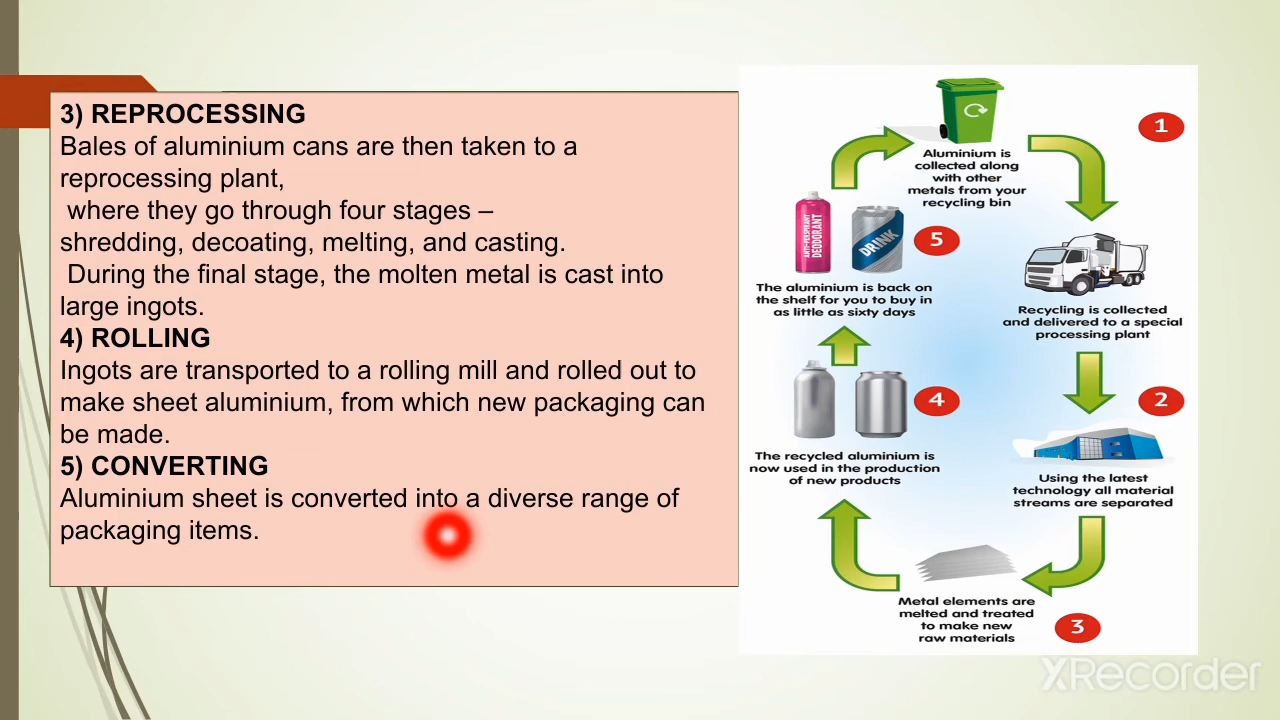 3) REPROCESSING
Bales of aluminium cans are then taken to a
reprocessing plant,
where they go through four stages –
shredding, decoating, melting, and casting.
During the final stage, the molten metal is cast into
large ingots.
4) ROLLING
Ingots are transported to a rolling mill and rolled out to
make sheet aluminium, from which new packaging can
be made.
5) CONVERTING
Aluminium sheet is converted into a diverse range of
packaging items.
1
Aluminium is
collected along
with other
metals from your
recycling bin
Recycling is collected
and delivered to a special
processing plant
2
Using the latest
technology all material
streams are separated
Metal elements are
melted and treated
to make new
raw materials
3
4
The recycled aluminium is
now used in the production
of new products
ANTI-PERSPIRANT
DEODORANT
DRINK
5
The aluminium is back on
the shelf for you to buy in
as little as sixty days
XRecorder